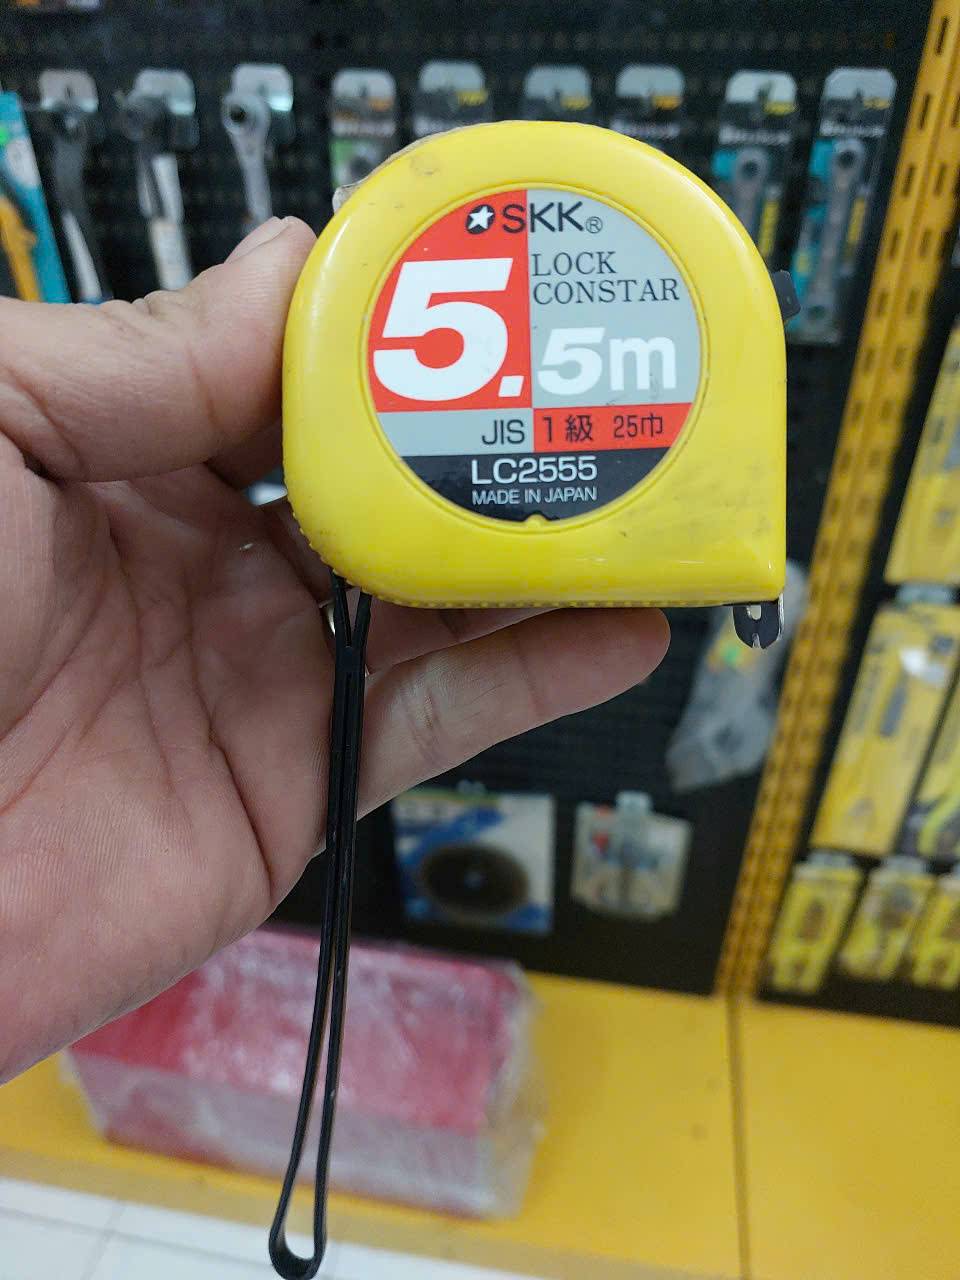 SKK®
LOCK
CONSTAR
5.5m
JIS 1級 25巾
LC2555
MADE IN JAPAN